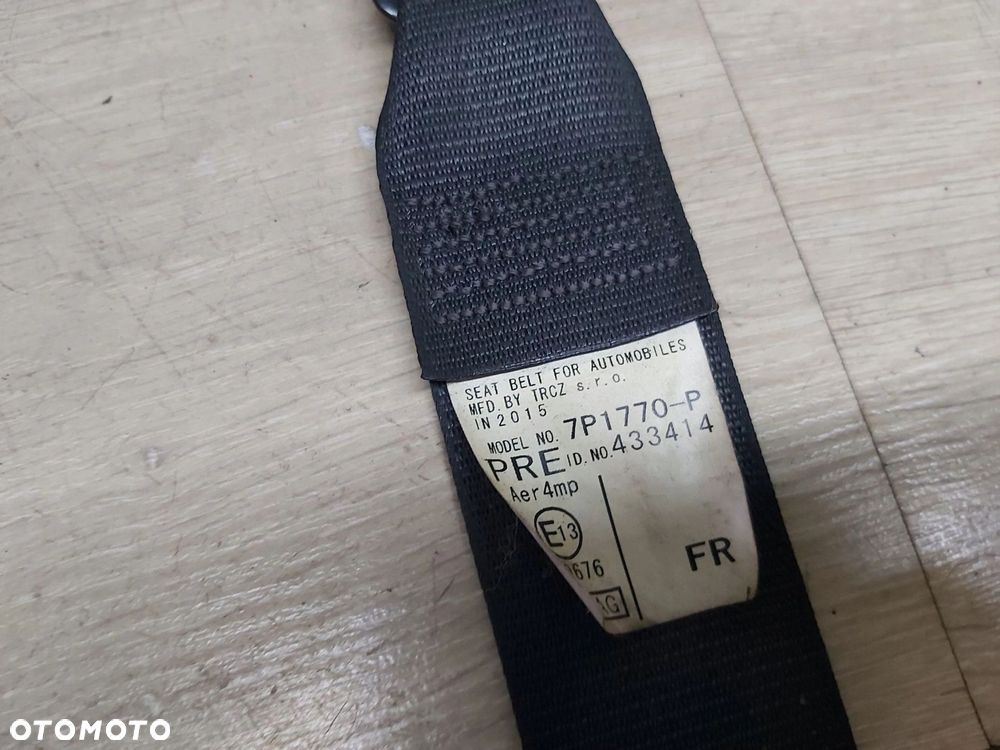 SEAT BELT FOR AUTOMOBILES
MFD. BY TRCZ s.r.o.
IN 2015
MODEL NO. 7P1770-P
PRE ID. NO. 433414
Aer4mp
E13
FR
OTOMOTO